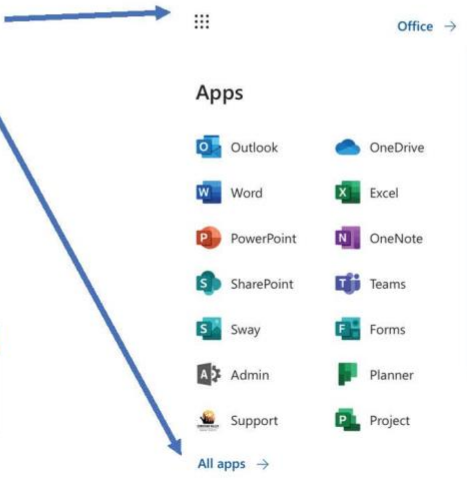 Office →
Apps
Outlook OneDrive
Word Excel
PowerPoint OneNote
SharePoint Teams
Sway Forms
Admin Planner
Support Project
All apps →